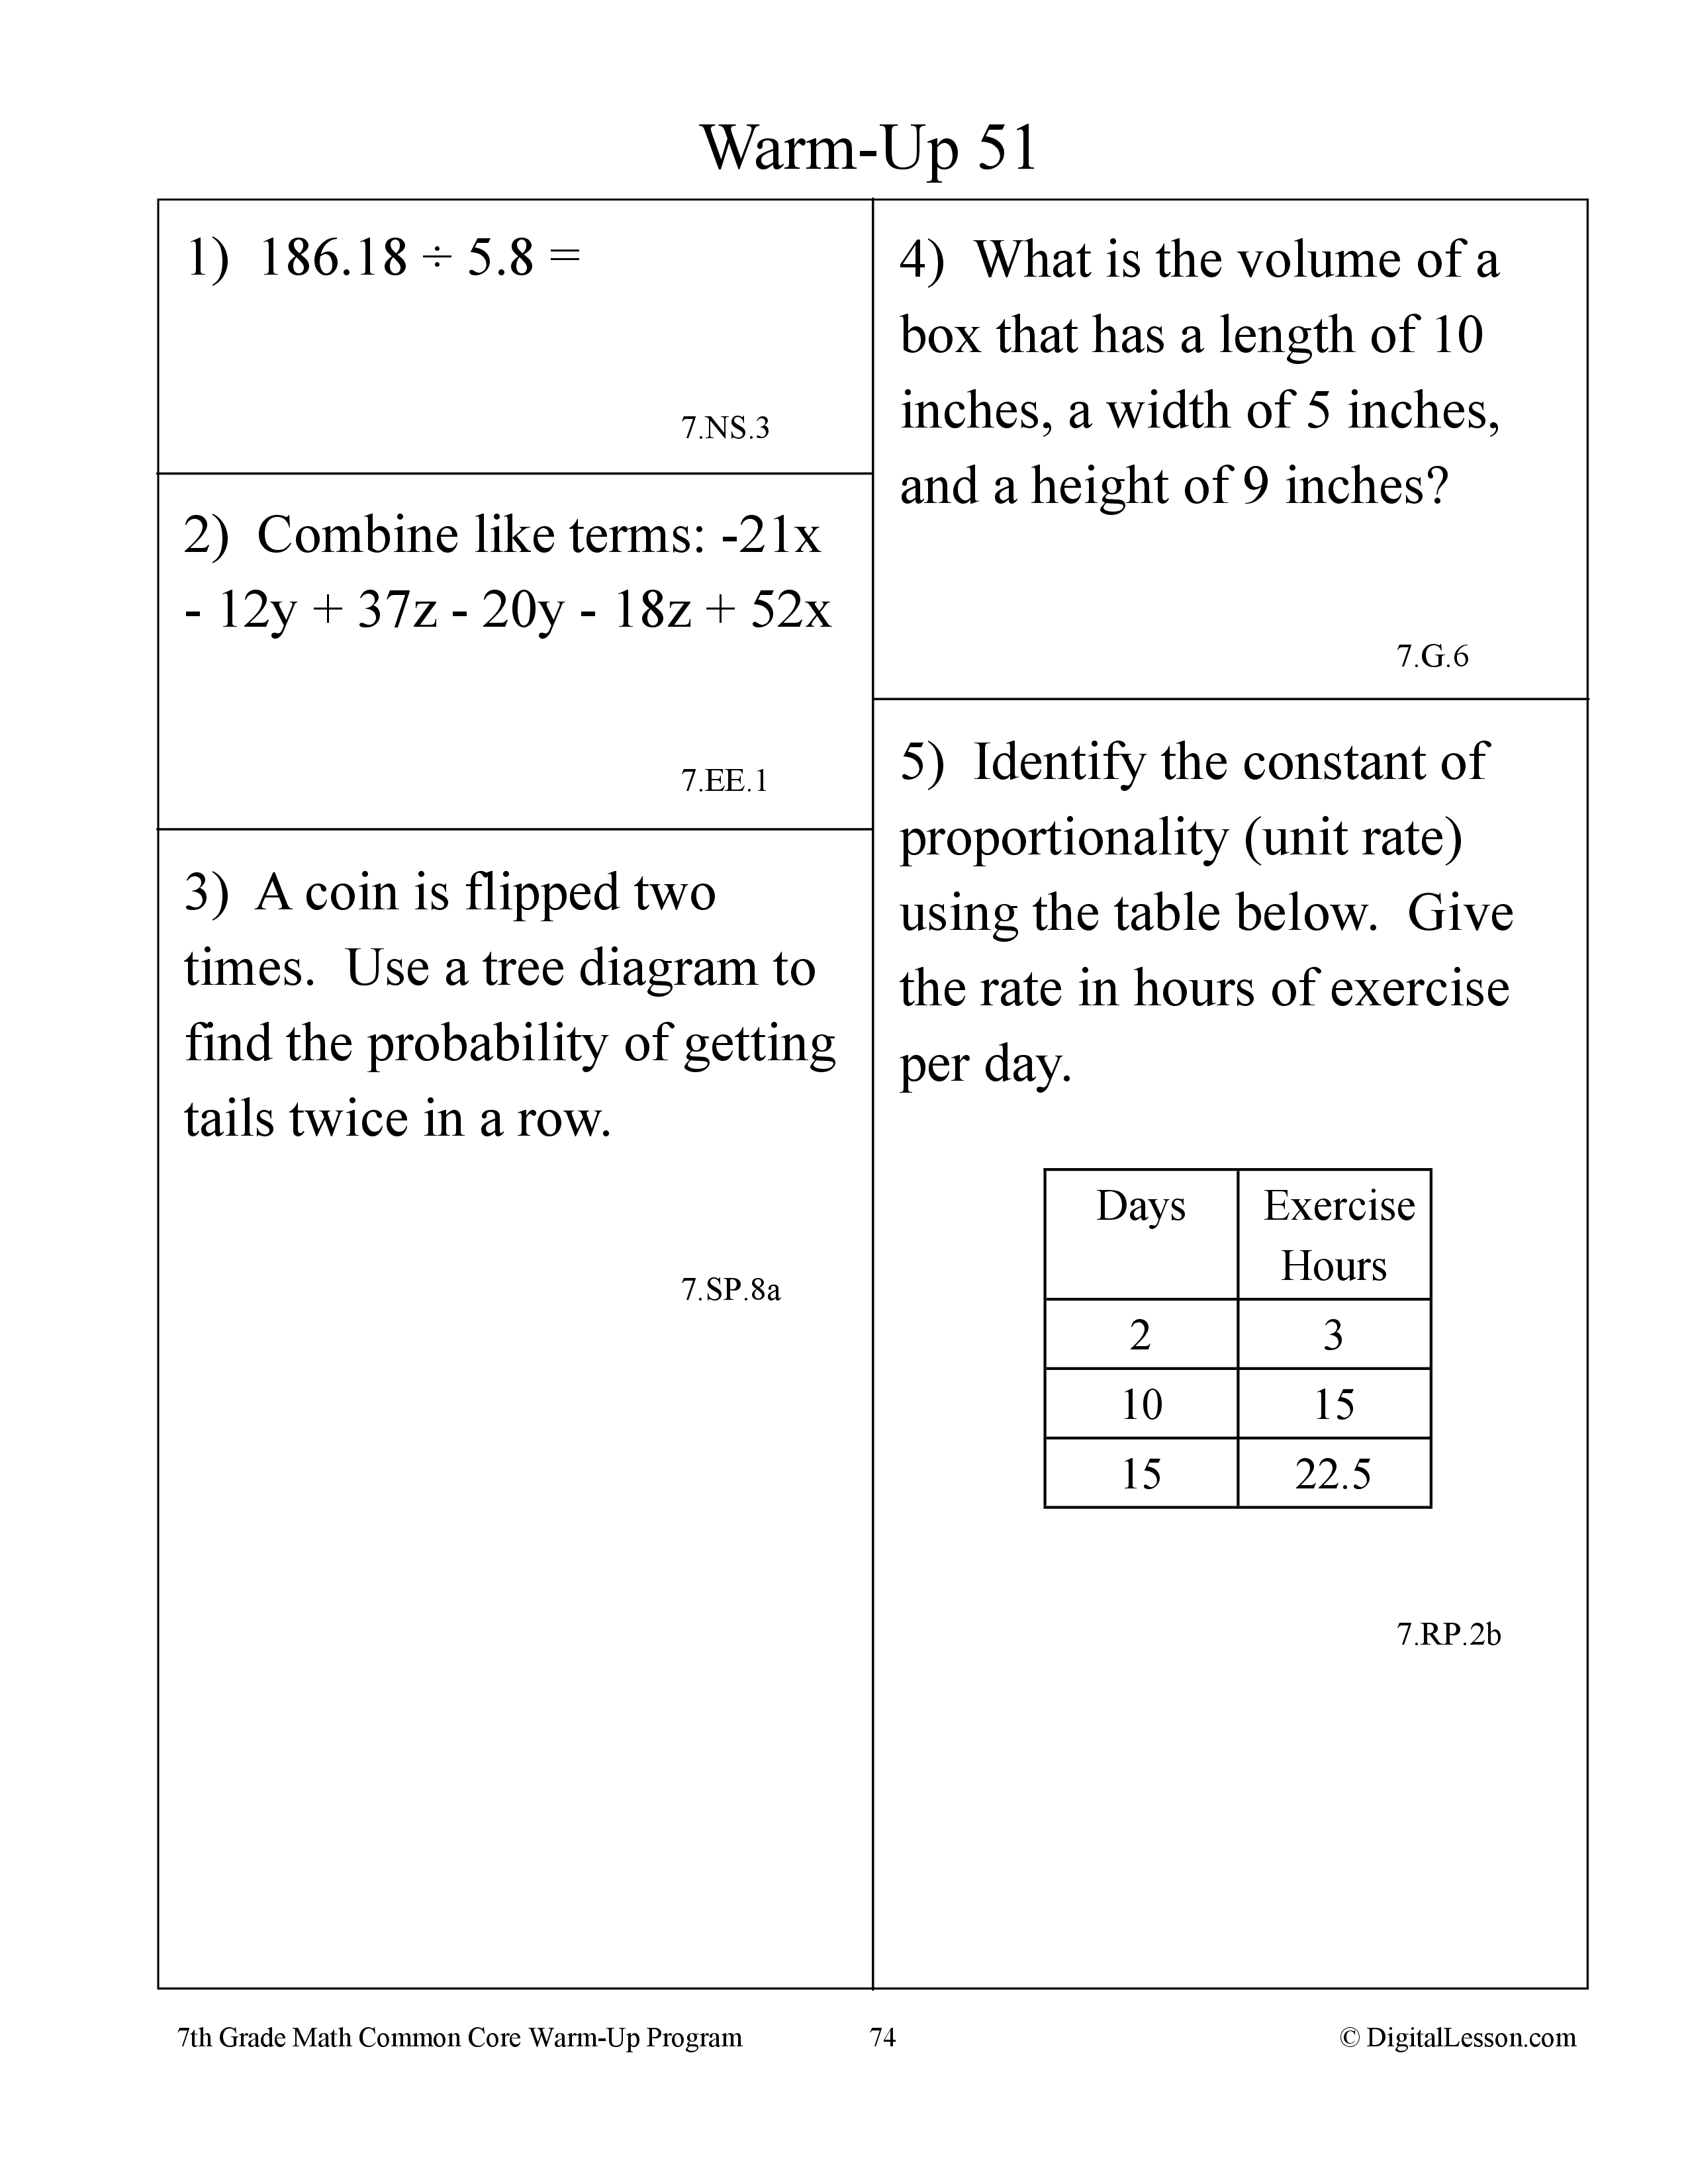 Warm-Up 51
1)  186.18 ÷ 5.8 =
7.NS.3
2)  Combine like terms: -21x
- 12y + 37z - 20y - 18z + 52x
7.EE.1
3)  A coin is flipped two
times.  Use a tree diagram to
find the probability of getting
tails twice in a row.
7.SP.8a
4)  What is the volume of a
box that has a length of 10
inches, a width of 5 inches,
and a height of 9 inches?
7.G.6
5)  Identify the constant of
proportionality (unit rate)
using the table below.  Give
the rate in hours of exercise
per day.
Days Exercise
Hours
2 3
10 15
15 22.5
7.RP.2b
7th Grade Math Common Core Warm-Up Program 74 © DigitalLesson.com